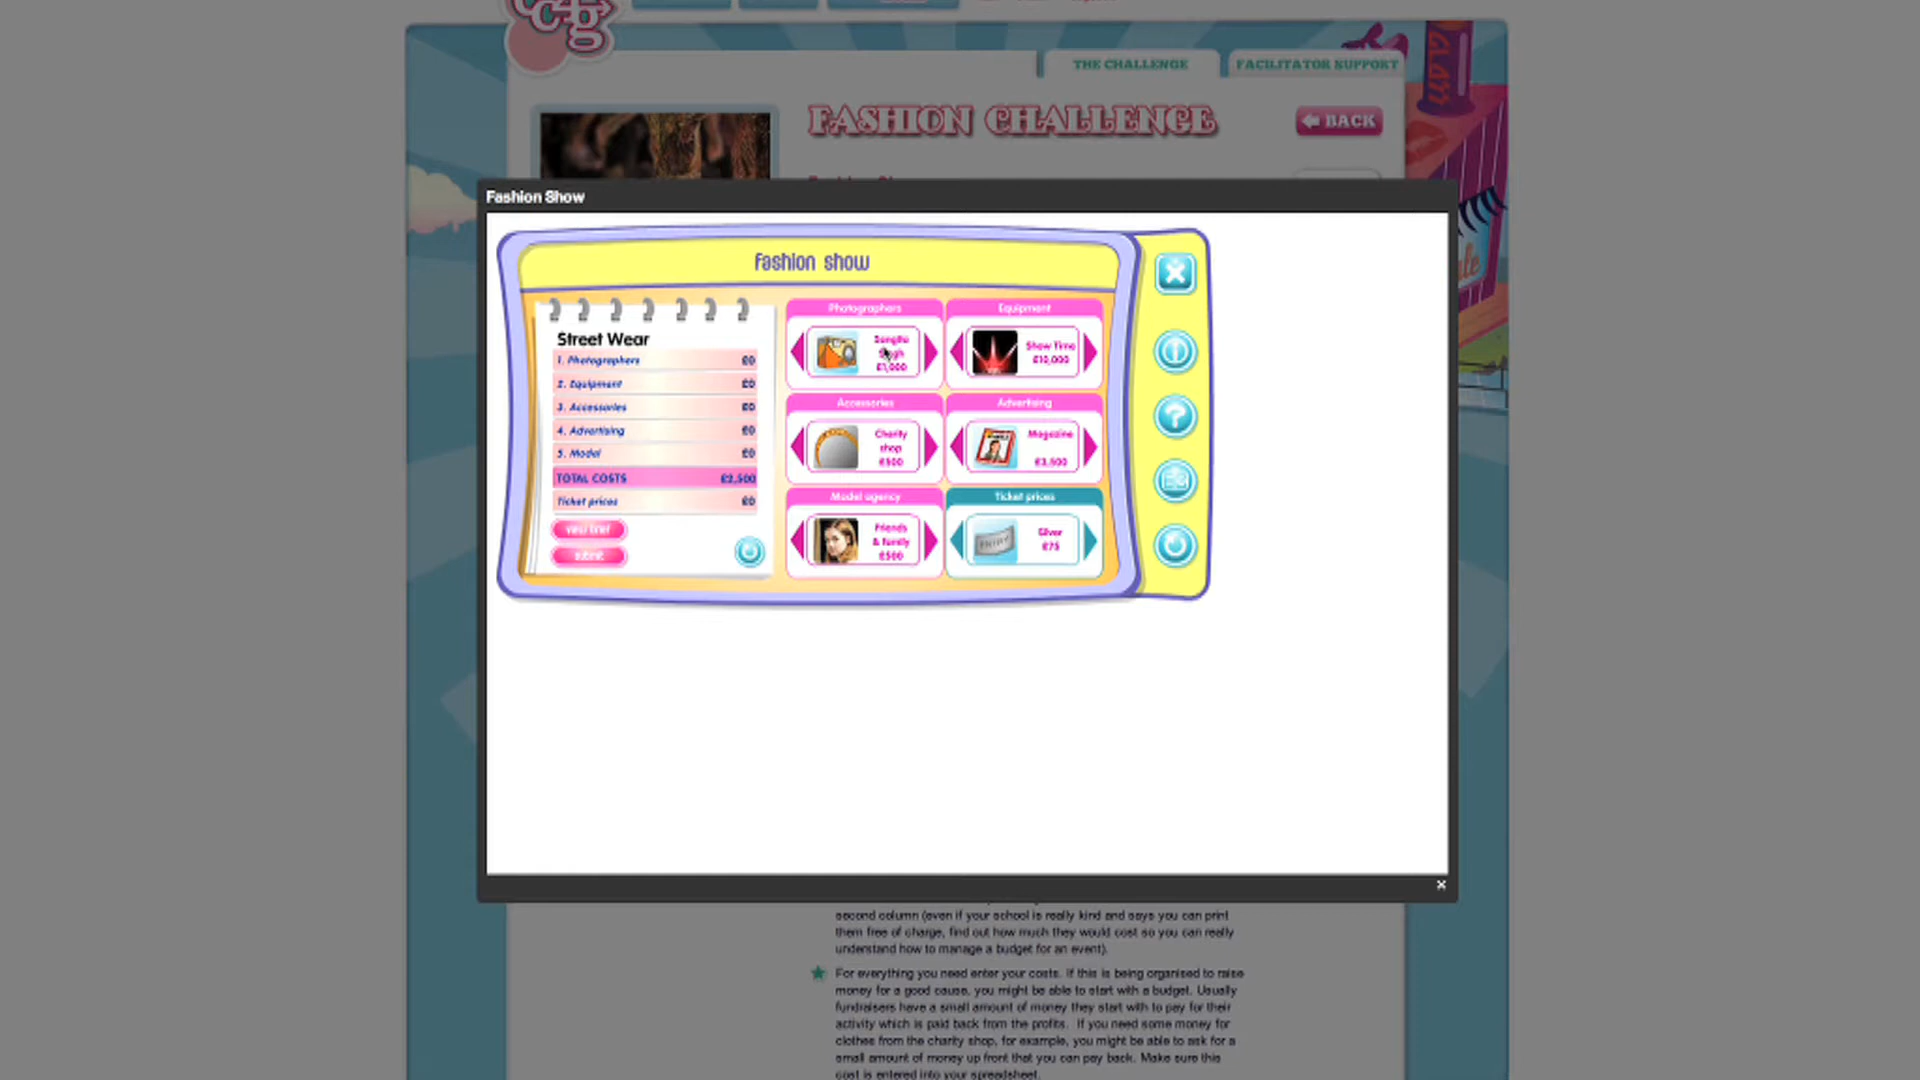 THE CHALLENGE
FACILITATOR SUPPORT
FASHION CHALLENGE
BACK
Fashion Show
fashion show
Street Wear
1. Photographers £0
2. Equipment £0
3. Accessories £0
4. Advertising £0
5. Model £0
TOTAL COSTS £2,500
Ticket prices £0
view brief
submit
Photographers
£1,000
Equipment
Show Time
£10,000
Accessories
Charity
shop
£500
Advertising
Magazine
£3,500
Model agency
Friends
& family
£500
Ticket prices
Silver
£75
second column (even if your school is really kind and says you can print
them free of charge, find out how much they would cost so you can really
understand how to manage a budget for an event).
For everything you need enter your costs. If this is being organised to raise
money for a good cause, you might be able to start with a budget. Usually
fundraisers have a small amount of money they start with to pay for their
activity which is paid back from the profits. If you need some money for
clothes from the charity shop, for example, you might be able to ask for a
small amount of money up front that you can pay back. Make sure this
cost is entered into your spreadsheet.